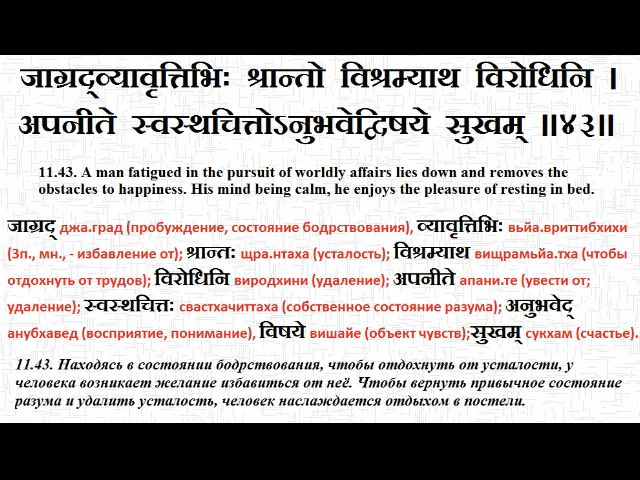 जाग्रद्व्यावृत्तिभिः श्रान्तो विश्रम्याथ विरोधिनि ।
अपनीते स्वस्थचित्तोऽनुभवेद्विषये सुखम् ॥४३॥
11.43. A man fatigued in the pursuit of worldly affairs lies down and removes the
obstacles to happiness. His mind being calm, he enjoys the pleasure of resting in bed.
जाग्रद् джа.град (пробуждение, состояние бодрствования), व्यावृत्तिभिः вьйа.вриттибхихи
(3п., мн., - избавление от); श्रान्तः щра.нтаха (усталость); विश्रम्याथ вищрамьйа.тха (чтобы
отдохнуть от трудов); विरोधिनि виродхини (удаление); अपनीते апани.те (увести от;
удаление); स्वस्थचित्तः свастхачиттаха (собственное состояние разума); अनुभवेद्
анубхавед (восприятие, понимание), विषये вишайе (объект чувств);सुखम् сукхам (счастье).
11.43. Находясь в состоянии бодрствования, чтобы отдохнуть от усталости, у
человека возникает желание избавиться от неё. Чтобы вернуть привычное состояние
разума и удалить усталость, человек наслаждается отдыхом в постели.